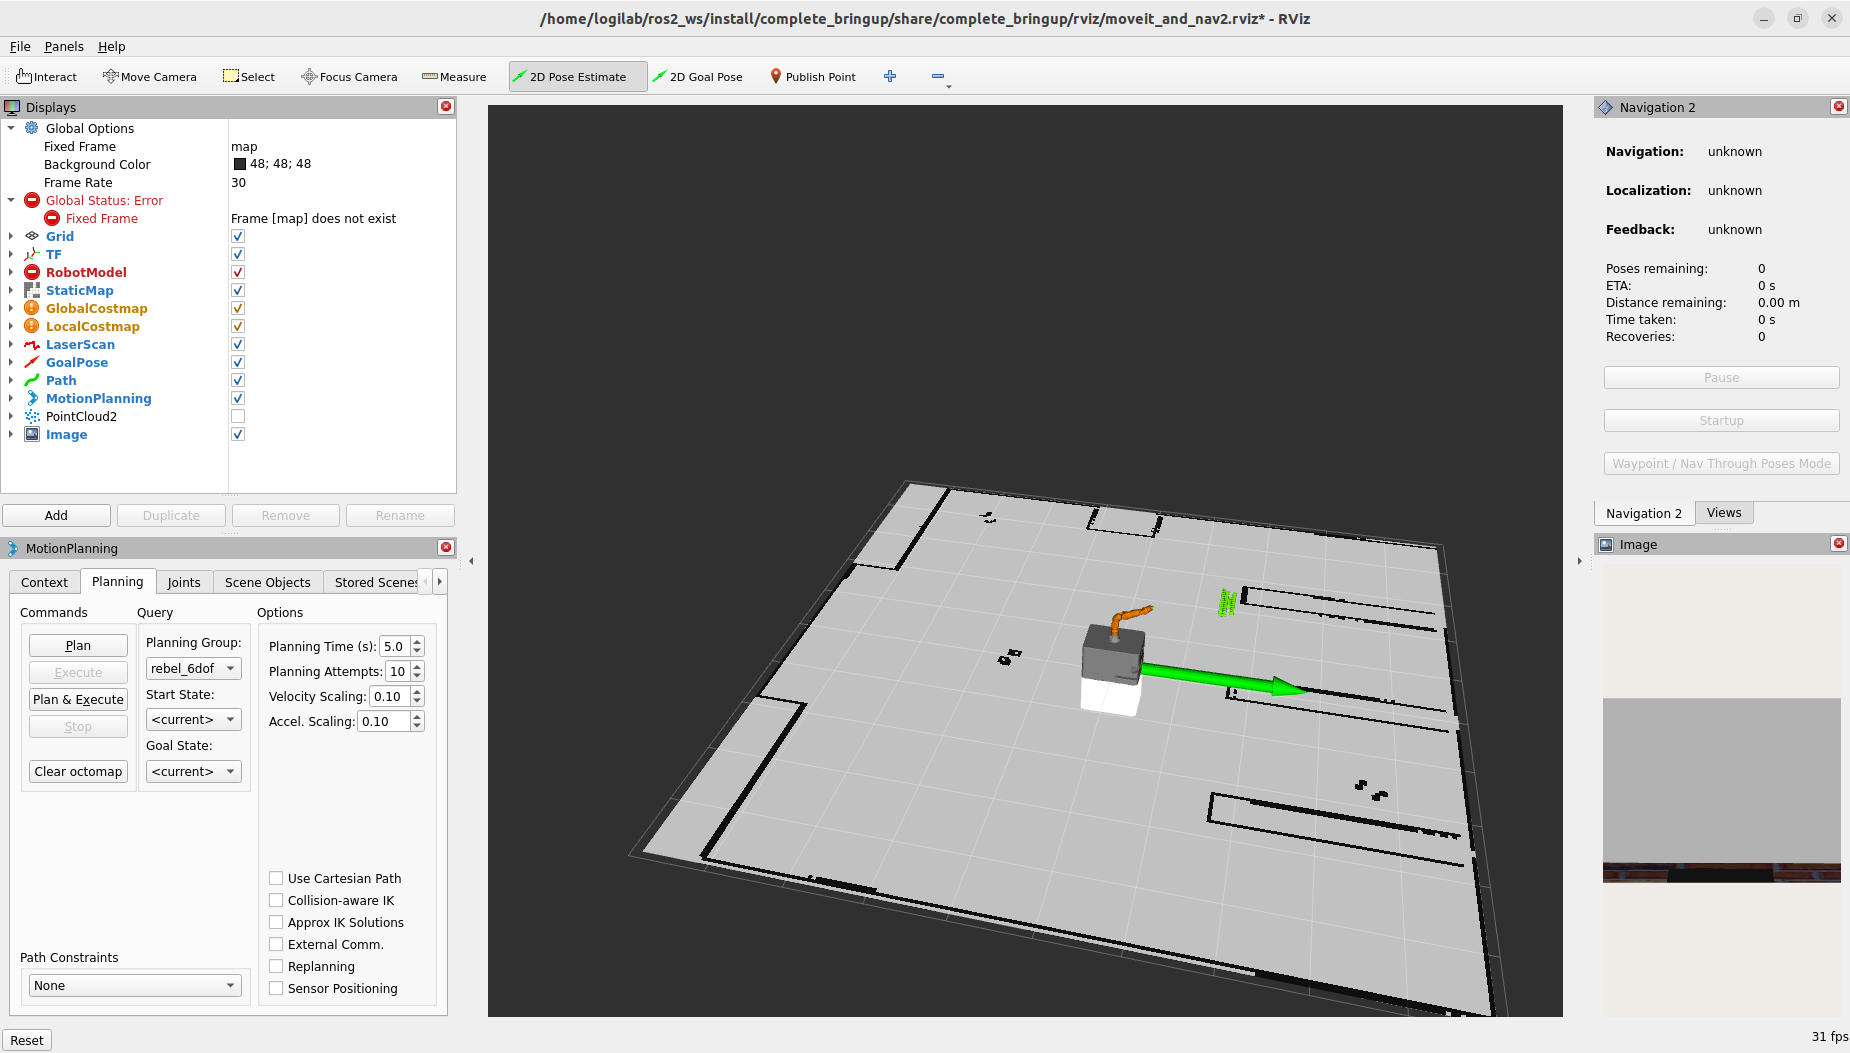 /home/logilab/ros2_ws/install/complete_bringup/share/complete_bringup/rviz/moveit_and_nav2.rviz* - RViz
File Panels Help
Interact Move Camera Select Focus Camera Measure 2D Pose Estimate 2D Goal Pose Publish Point
Displays
Global Options
Fixed Frame map
Background Color 48; 48; 48
Frame Rate 30
Global Status: Error
Fixed Frame Frame [map] does not exist
Grid
TF
RobotModel
StaticMap
GlobalCostmap
LocalCostmap
LaserScan
GoalPose
Path
MotionPlanning
PointCloud2
Image
Add Duplicate Remove Rename
MotionPlanning
Context Planning Joints Scene Objects Stored Scenes
Commands Query Options
Plan
Execute
Plan & Execute
Stop
Clear octomap
Planning Group:
rebel_6dof
Start State:
<current>
Goal State:
<current>
Planning Time (s): 5.0
Planning Attempts: 10
Velocity Scaling: 0.10
Accel. Scaling: 0.10
Use Cartesian Path
Collision-aware IK
Approx IK Solutions
External Comm.
Replanning
Sensor Positioning
Path Constraints
None
Reset
Navigation 2
Navigation: unknown
Localization: unknown
Feedback: unknown
Poses remaining: 0
ETA: 0 s
Distance remaining: 0.00 m
Time taken: 0 s
Recoveries: 0
Pause
Startup
Waypoint / Nav Through Poses Mode
Navigation 2 Views
Image
31 fps